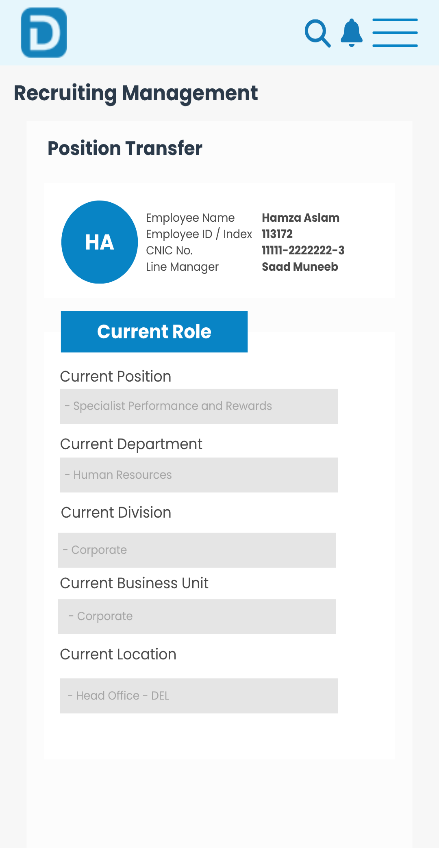 D
Recruiting Management
Position Transfer
HA
Employee Name Hamza Aslam
Employee ID / Index 113172
CNIC No. 11111-2222222-3
Line Manager Saad Muneeb
Current Role
Current Position
- Specialist Performance and Rewards
Current Department
- Human Resources
Current Division
- Corporate
Current Business Unit
- Corporate
Current Location
- Head Office - DEL